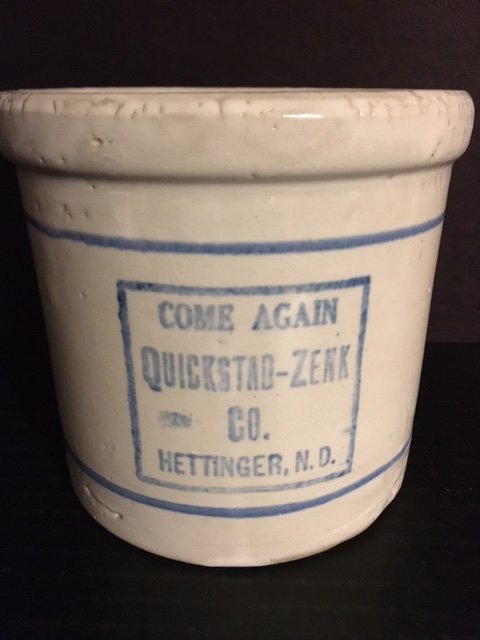 COME AGAIN
QUICKSTAD-ZENK
CO.
HETTINGER, N. D.